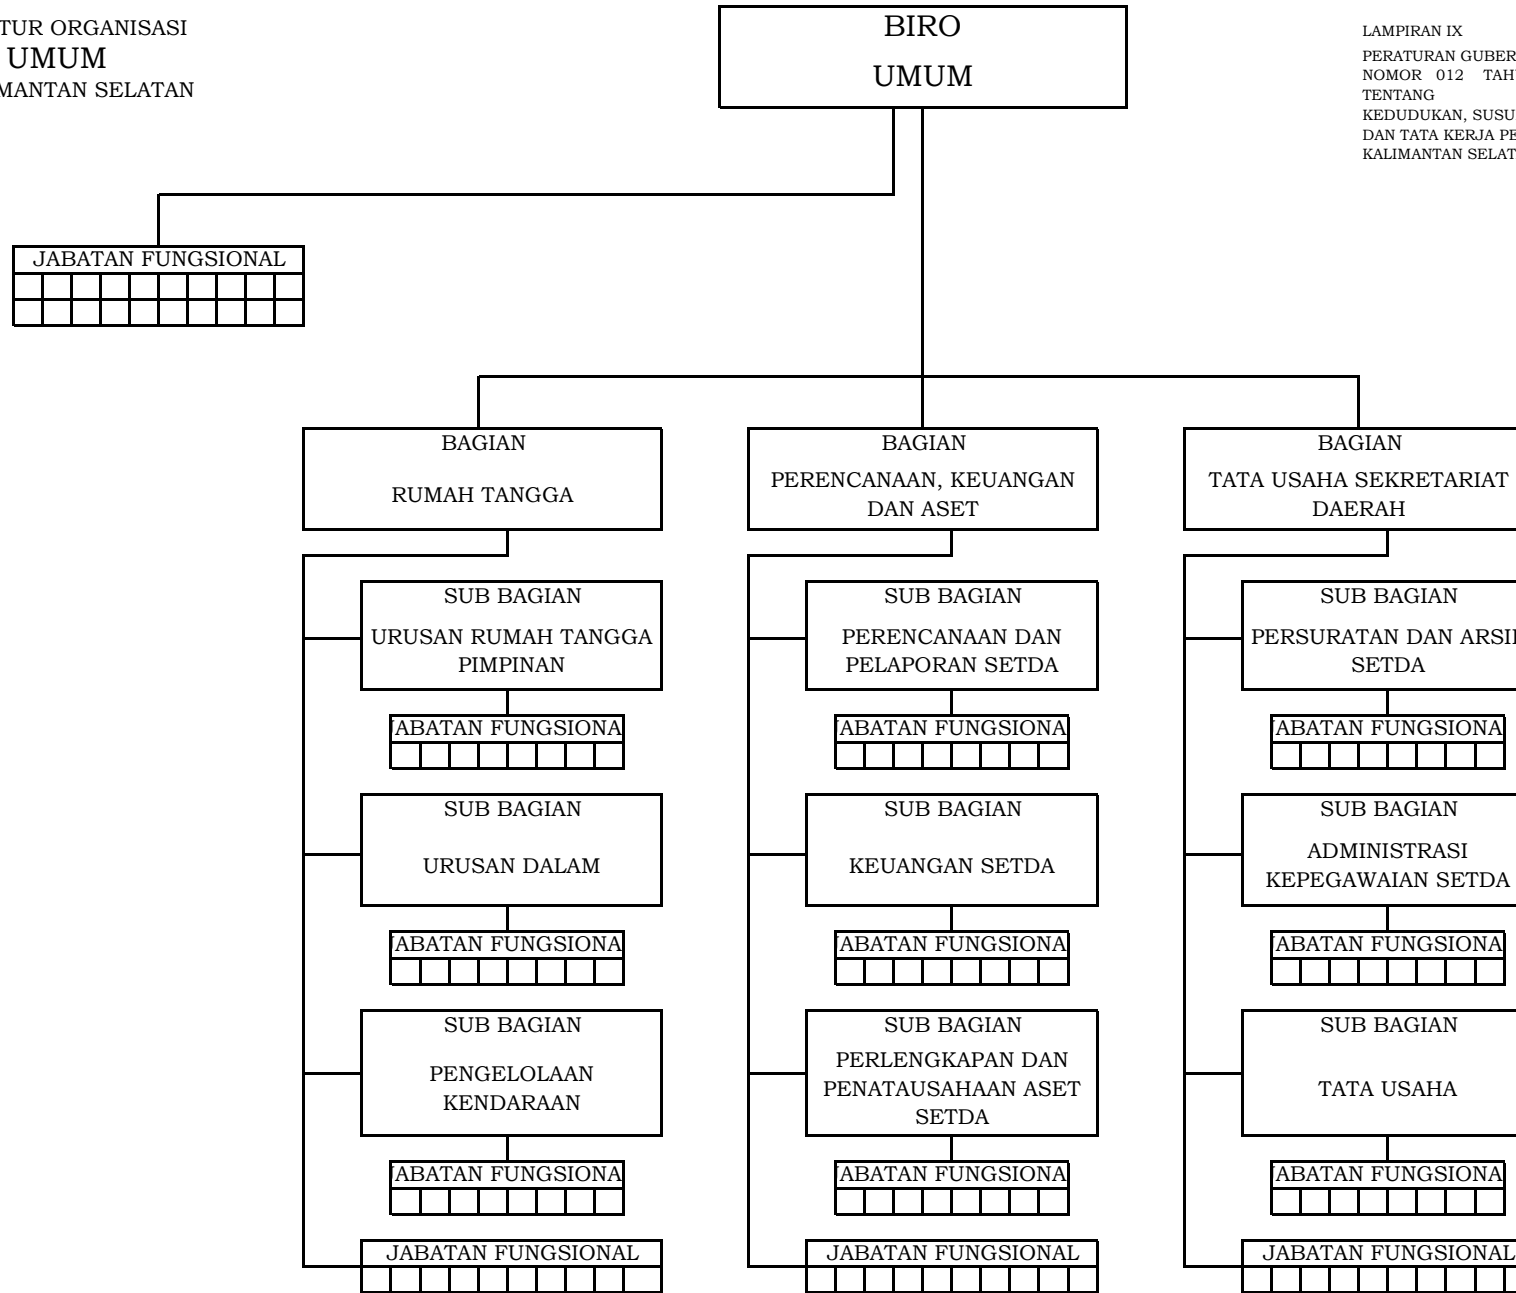 TUR ORGANISASI
UMUM
MANTAN SELATAN
BIRO
UMUM
LAMPIRAN IX
PERATURAN GUBER
NOMOR 012 TAH
TENTANG
KEDUDUKAN, SUSU
DAN TATA KERJA PE
KALIMANTAN SELAT
JABATAN FUNGSIONAL
BAGIAN
RUMAH TANGGA
BAGIAN
PERENCANAAN, KEUANGAN
DAN ASET
BAGIAN
TATA USAHA SEKRETARIAT
DAERAH
SUB BAGIAN
URUSAN RUMAH TANGGA
PIMPINAN
SUB BAGIAN
PERENCANAAN DAN
PELAPORAN SETDA
SUB BAGIAN
PERSURATAN DAN ARSIP
SETDA
ABATAN FUNGSIONA
ABATAN FUNGSIONA
ABATAN FUNGSIONA
SUB BAGIAN
URUSAN DALAM
SUB BAGIAN
KEUANGAN SETDA
SUB BAGIAN
ADMINISTRASI
KEPEGAWAIAN SETDA
ABATAN FUNGSIONA
ABATAN FUNGSIONA
ABATAN FUNGSIONA
SUB BAGIAN
PENGELOLAAN
KENDARAAN
SUB BAGIAN
PERLENGKAPAN DAN
PENATAUSAHAAN ASET
SETDA
SUB BAGIAN
TATA USAHA
ABATAN FUNGSIONA
ABATAN FUNGSIONA
ABATAN FUNGSIONA
JABATAN FUNGSIONAL
JABATAN FUNGSIONAL
JABATAN FUNGSIONAL